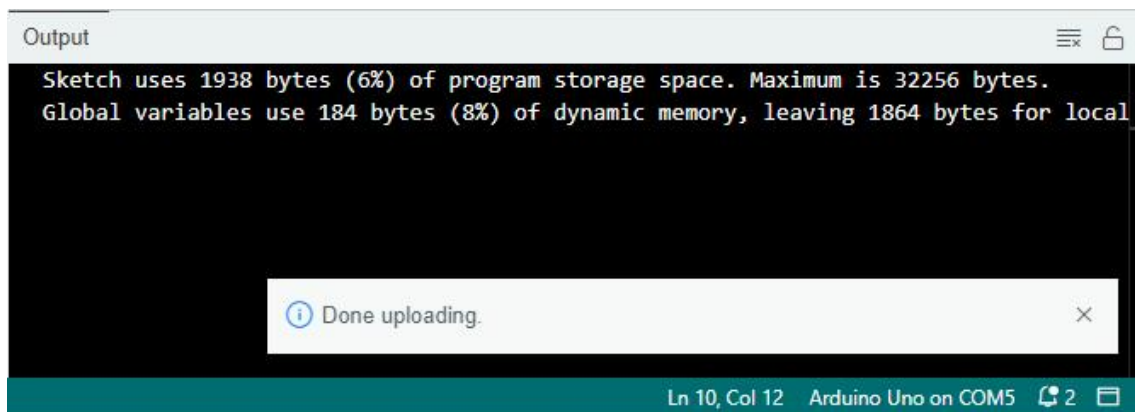 Output
Sketch uses 1938 bytes (6%) of program storage space. Maximum is 32256 bytes.
Global variables use 184 bytes (8%) of dynamic memory, leaving 1864 bytes for local
Done uploading.
Ln 10, Col 12 Arduino Uno on COM5 2